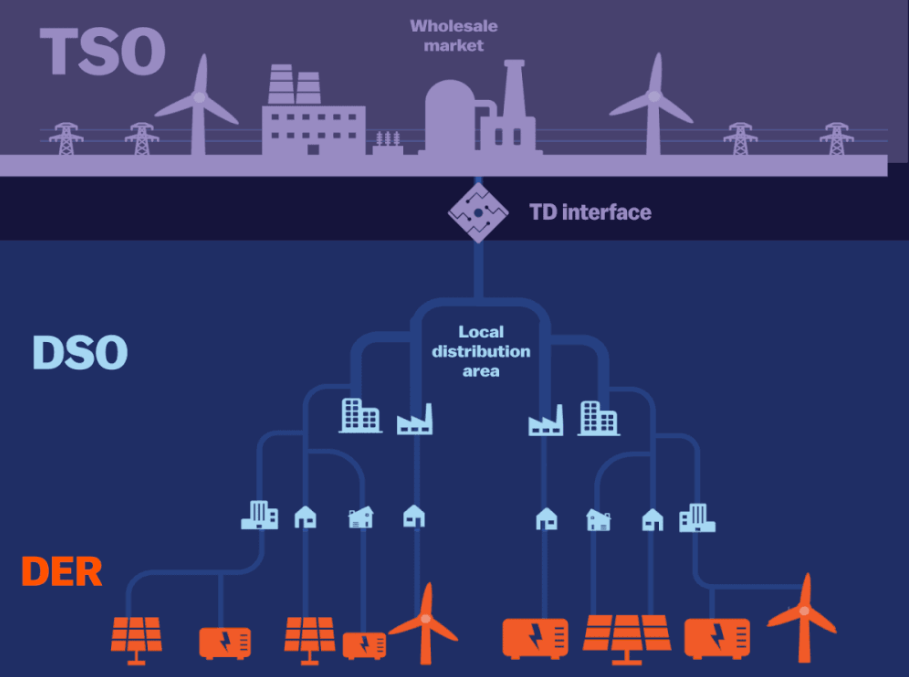 TSO
Wholesale
market
TD interface
DSO
Local
distribution
area
DER